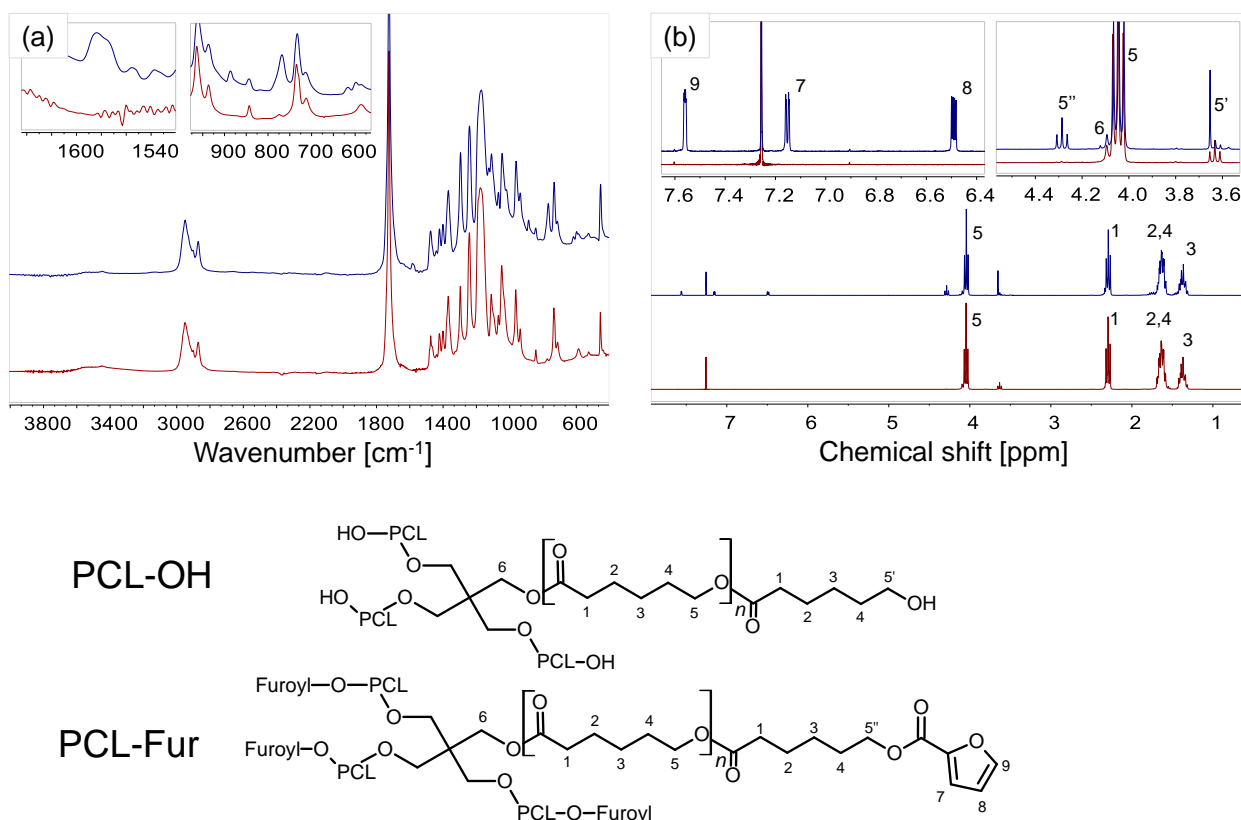 (a)
1600 1540
900 800 700 600
4000 3600 3000 2400 1800 1400 1000 600
Wavenumber [cm-1]
(b)
9 7 8
7.6 7.4 7.2 7.0 6.8 6.6 6.4
5'' 6 5 5'
4.4 4.2 4.0 3.8 3.6
5 1 2,4 3
5 1 2,4 3
7 6 5 4 3 2 1
Chemical shift [ppm]
PCL-OH
HO PCL
O
HO
PCL O
O
PCL-OH
6 O O 1 2 3 4 5 O n O 1 2 3 4 5' OH
PCL-Fur
Furoyl O PCL
O
Furoyl O
PCL O
O
PCL-O-Furoyl
6 O O 1 2 3 4 5 O n O 1 2 3 4 5'' O O O 7 8 9